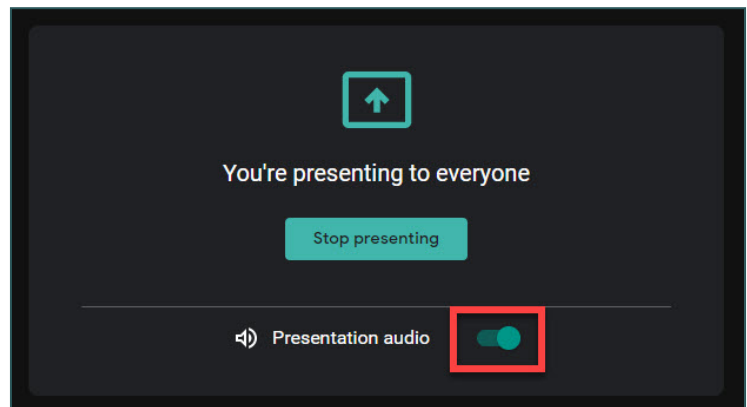 You're presenting to everyone
Stop presenting
Presentation audio